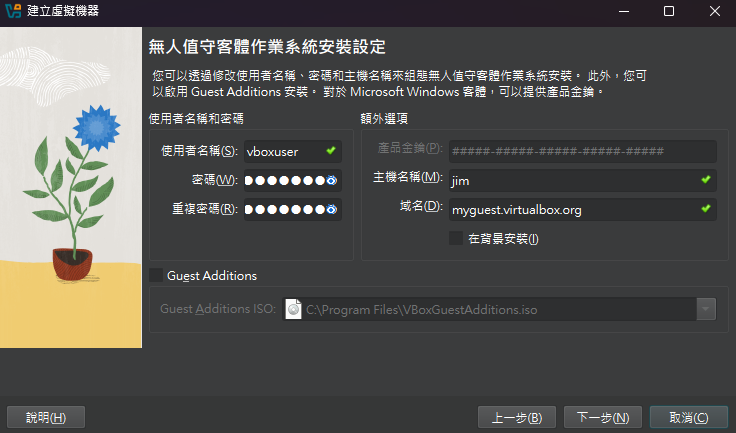 建立虛擬機器
無人值守客體作業系統安裝設定
您可以透過修改使用者名稱、密碼和主機名稱來組態無人值守客體作業系統安裝。 此外，您可
以啟用 Guest Additions 安裝。 對於 Microsoft Windows 客體，可以提供產品金鑰。
使用者名稱和密碼
使用者名稱(S): vboxuser
密碼(W): ●●●●●●●
重複密碼(R): ●●●●●●●
額外選項
產品金鑰(P): #####-#####-#####-#####-#####
主機名稱(M): jim
域名(D): myguest.virtualbox.org
在背景安裝(I)
Guest Additions
Guest Additions ISO: C:\Program Files\VBoxGuestAdditions.iso
說明(H)
上一步(B)
下一步(N)
取消(C)